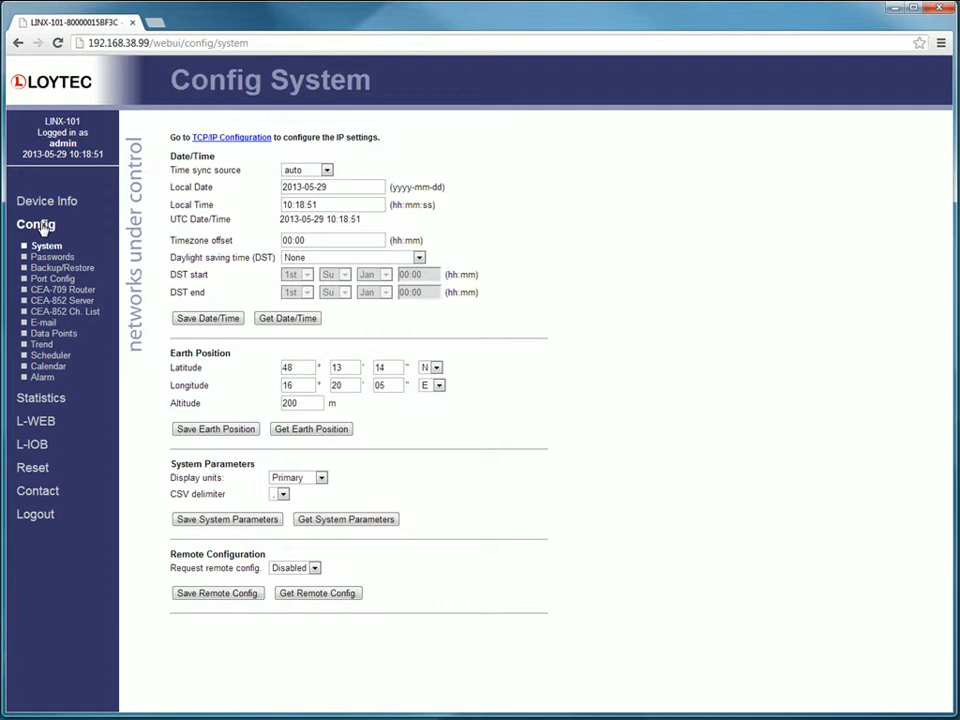 LINX-101-80000015BF3C
192.168.38.99/webui/config/system
LOYTEC
Config System
LINX-101
Logged in as
admin
2013-05-29 10:18:51
Device Info
Config
System
Passwords
Backup/Restore
Port Config
CEA-709 Router
CEA-852 Server
CEA-852 Ch. List
E-mail
Data Points
Trend
Scheduler
Calendar
Alarm
Statistics
L-WEB
L-IOB
Reset
Contact
Logout
networks under control
Go to TCP/IP Configuration to configure the IP settings.
Date/Time
Time sync source auto
Local Date 2013-05-29 (yyyy-mm-dd)
Local Time 10:18:51 (hh:mm:ss)
UTC Date/Time 2013-05-29 10:18:51
Timezone offset 00:00 (hh:mm)
Daylight saving time (DST) None
DST start 1st Su Jan 00:00 (hh:mm)
DST end 1st Su Jan 00:00 (hh:mm)
Save Date/Time Get Date/Time
Earth Position
Latitude 48 ° 13 ' 14 " N
Longitude 16 ° 20 ' 05 " E
Altitude 200 m
Save Earth Position Get Earth Position
System Parameters
Display units: Primary
CSV delimiter
Save System Parameters Get System Parameters
Remote Configuration
Request remote config. Disabled
Save Remote Config. Get Remote Config.